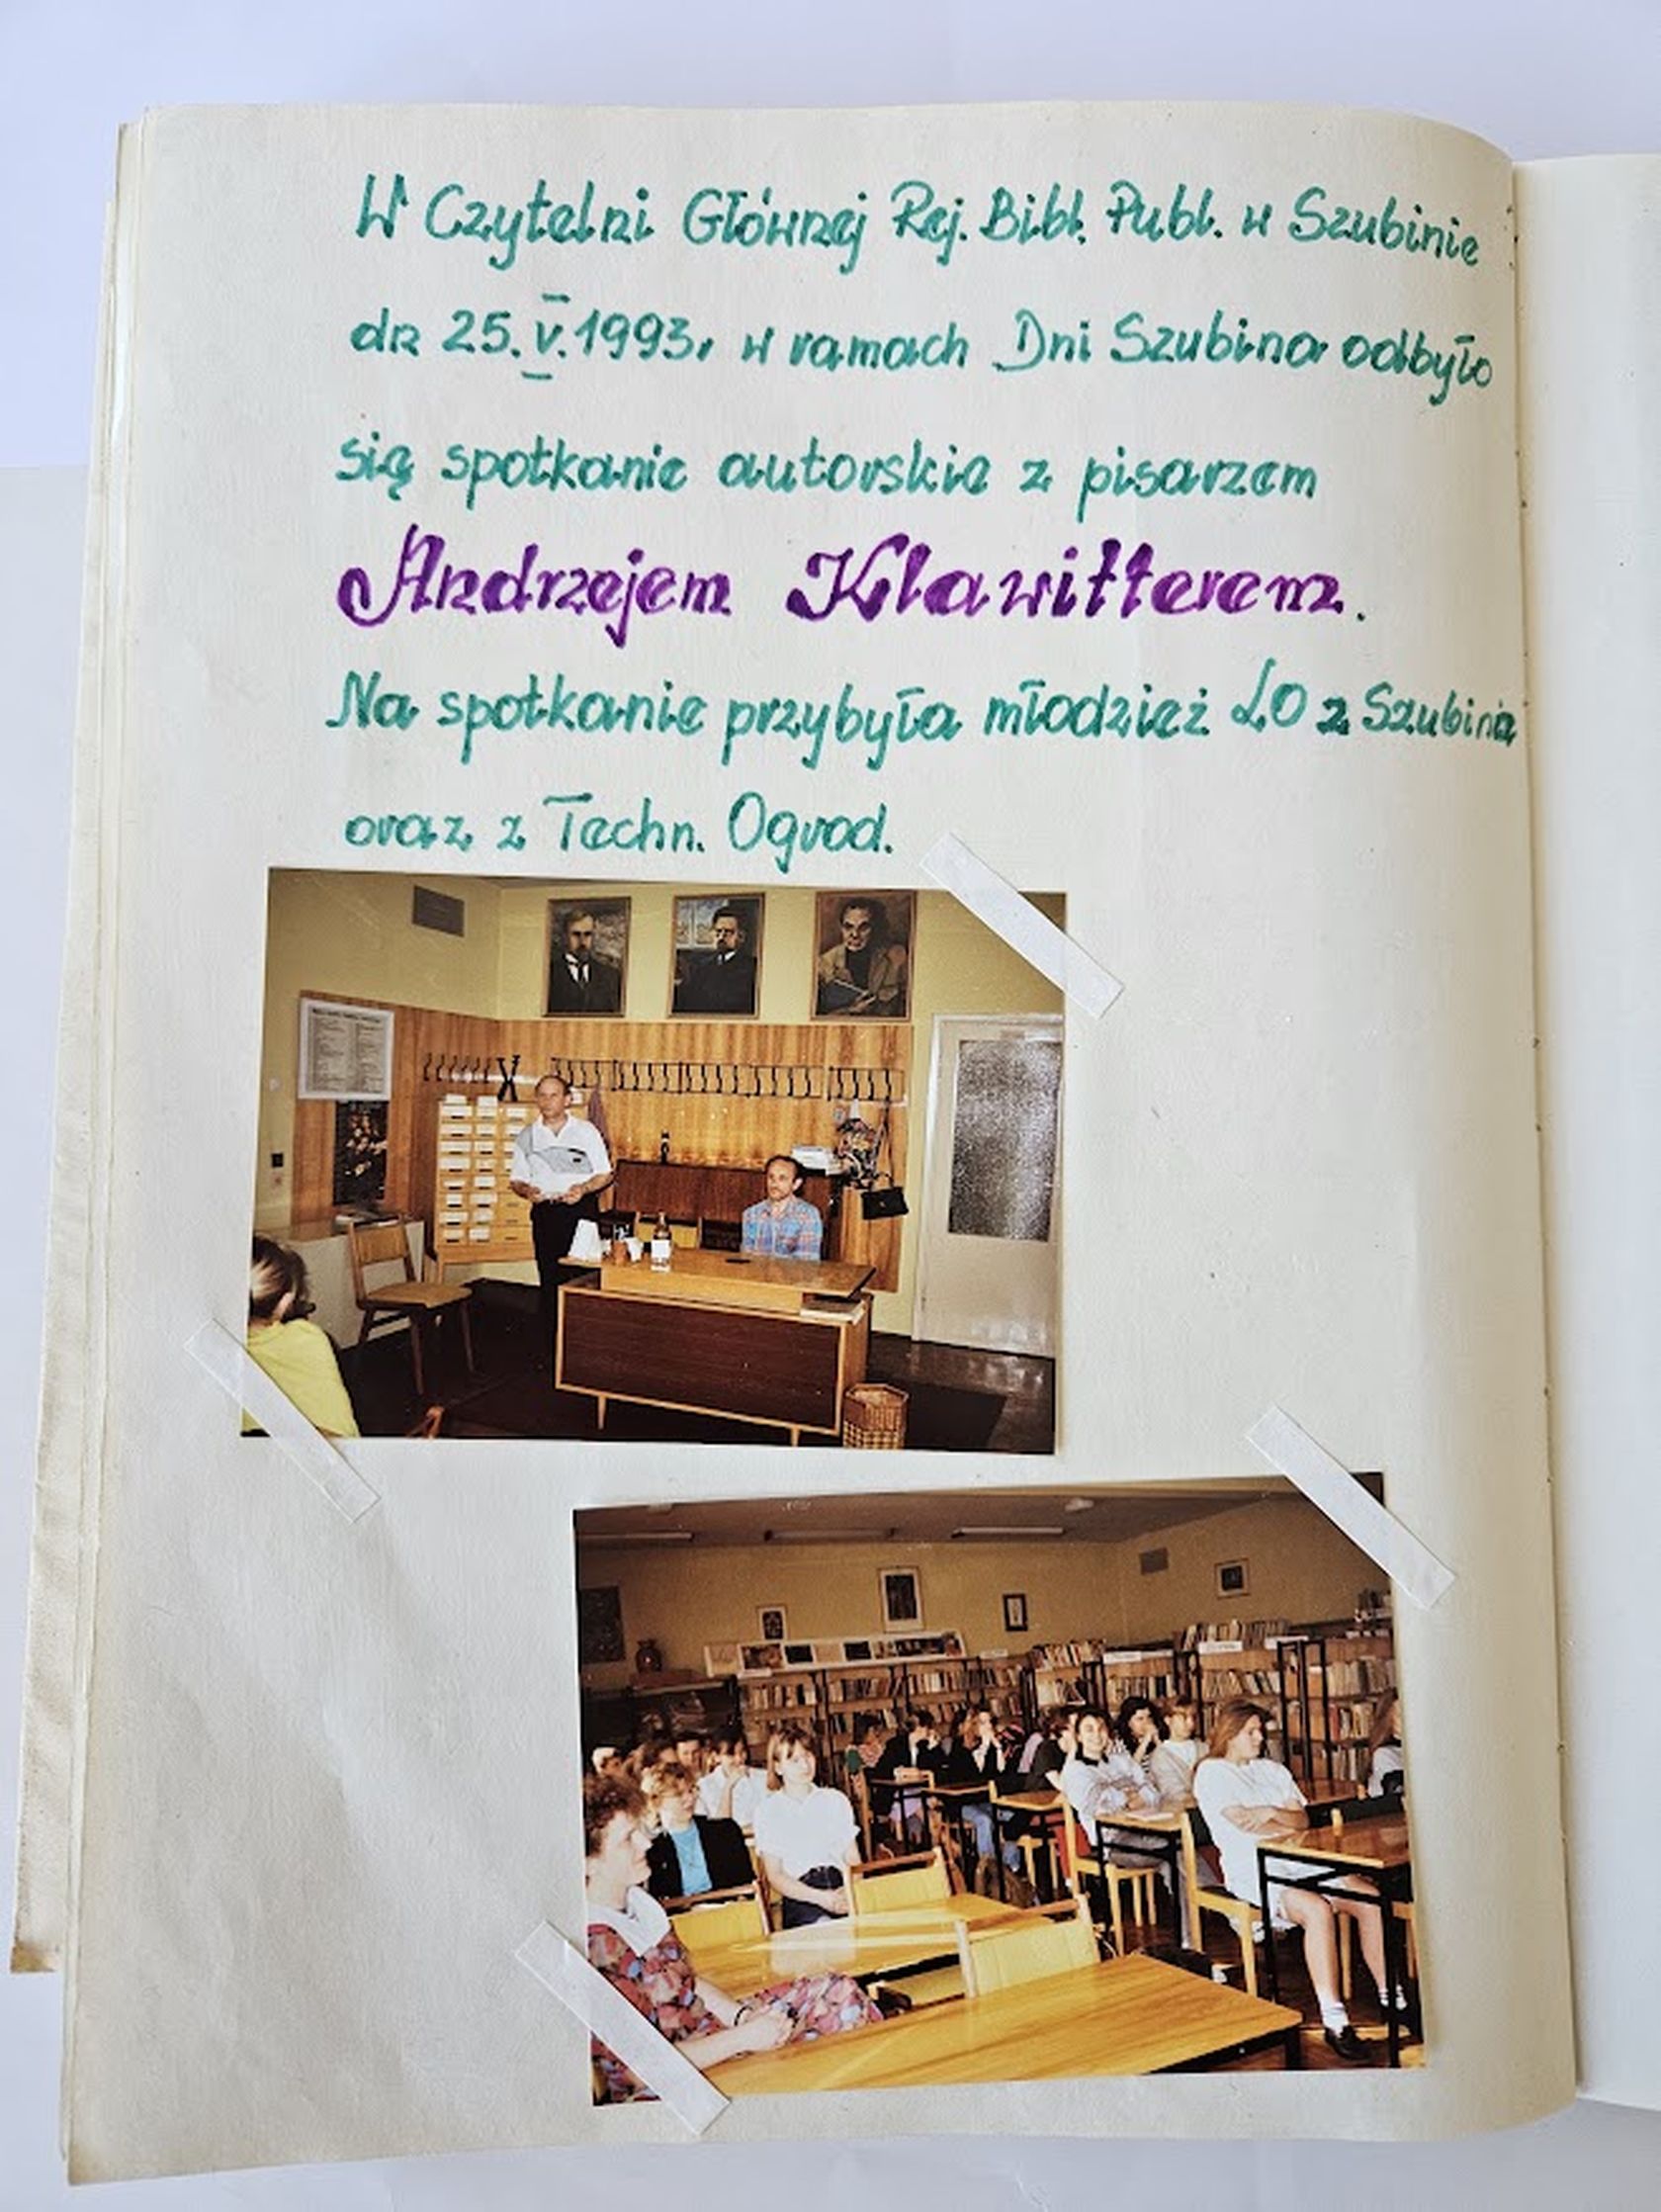 W Czytelni Głównej Rej. Bibl. Publ. w Szubinie
dn 25.V.1993r w ramach Dni Szubina odbyło
się spotkanie autorskie z pisarzem
Andrzejem Klawitterem.
Na spotkanie przybyła młodzież LO z Szubina
oraz z Techn. Ogrod.